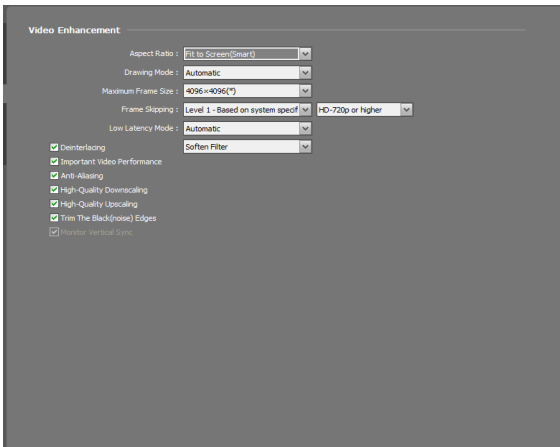 Video Enhancement
Aspect Ratio : Fit to Screen(Smart)
Drawing Mode : Automatic
Maximum Frame Size : 4096×4096(*)
Frame Skipping : Level 1 - Based on system specif HD-720p or higher
Low Latency Mode : Automatic
Deinterlacing Soften Filter
Important Video Performance
Anti-Aliasing
High-Quality Downscaling
High-Quality Upscaling
Trim The Black(noise) Edges
Monitor Vertical Sync